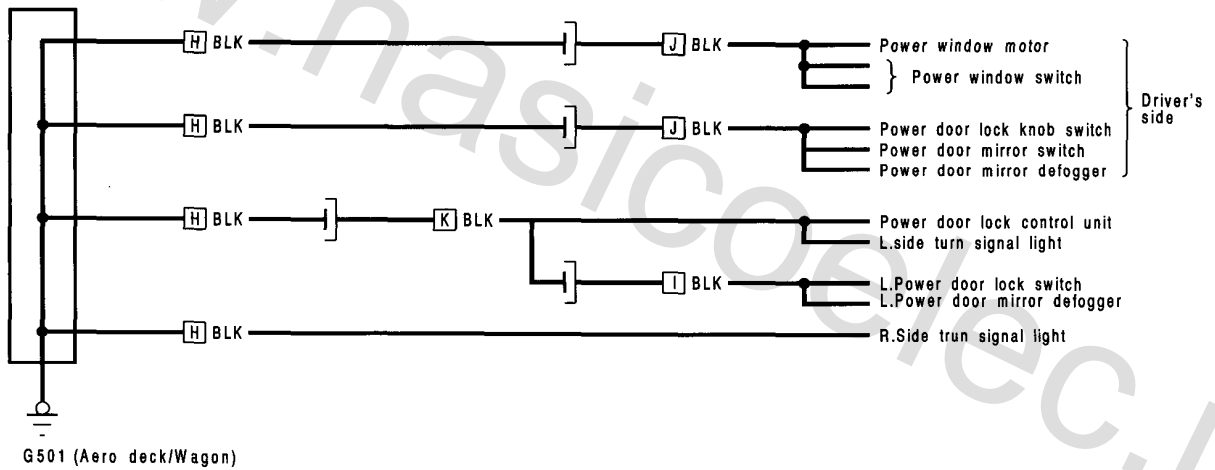 H BLK J BLK Power window motor
Power window switch
Driver's
side
H BLK J BLK Power door lock knob switch
Power door mirror switch
Power door mirror defogger
H BLK K BLK Power door lock control unit
L.side turn signal light
I BLK L.Power door lock switch
L.Power door mirror defogger
H BLK R.Side trun signal light
G501 (Aero deck/Wagon)
w.nasicoelec.